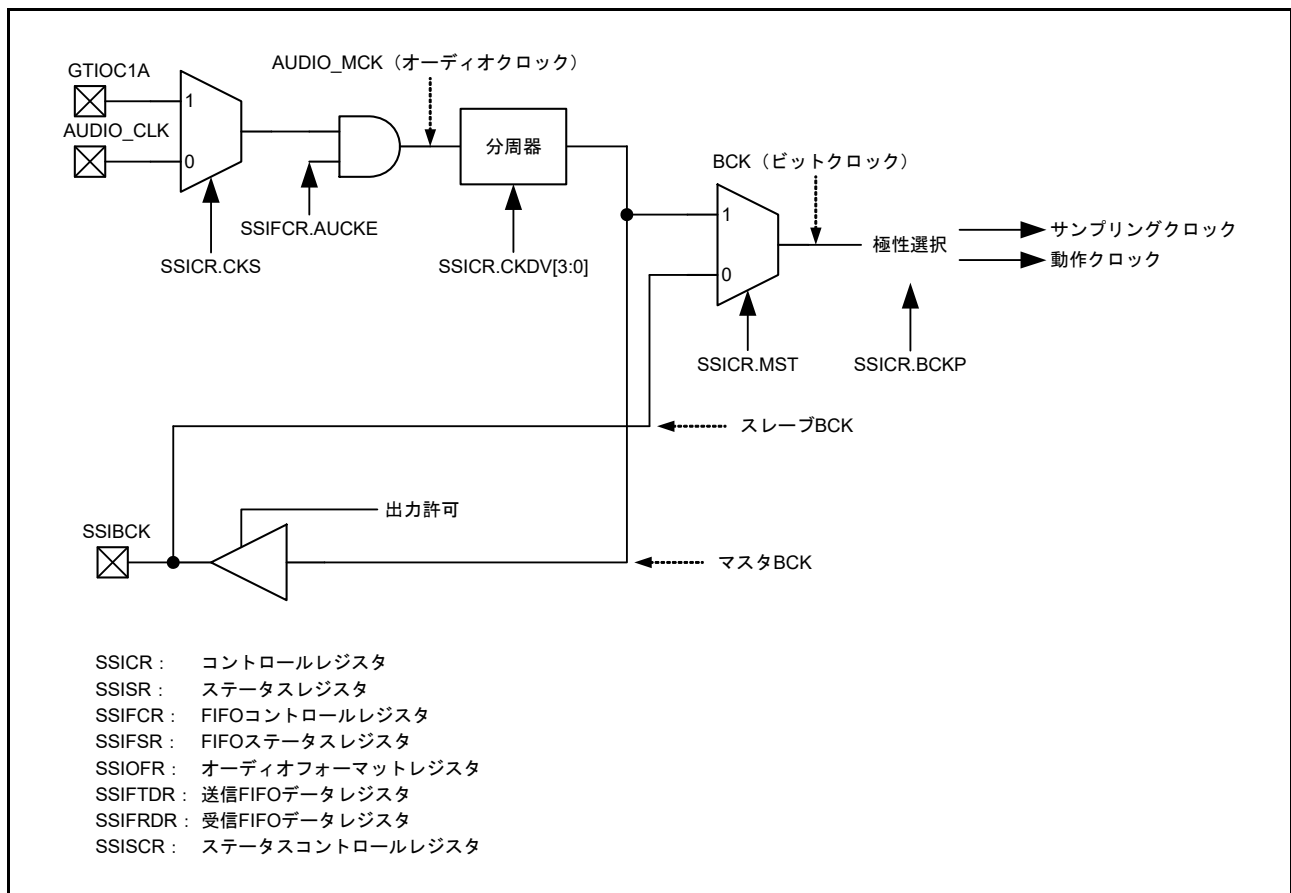 GTIOC1A
1
AUDIO_CLK
0
SSICR.CKS
SSIFCR.AUCKE
AUDIO_MCK（オーディオクロック）
分周器
SSICR.CKDV[3:0]
BCK（ビットクロック）
1
0
SSICR.MST
極性選択
SSICR.BCKP
サンプリングクロック
動作クロック
スレーブBCK
出力許可
SSIBCK
マスタBCK
SSICR： コントロールレジスタ
SSISR： ステータスレジスタ
SSIFCR： FIFOコントロールレジスタ
SSIFSR： FIFOステータスレジスタ
SSIOFR： オーディオフォーマットレジスタ
SSIFTDR： 送信FIFOデータレジスタ
SSIFRDR： 受信FIFOデータレジスタ
SSISCR： ステータスコントロールレジスタ